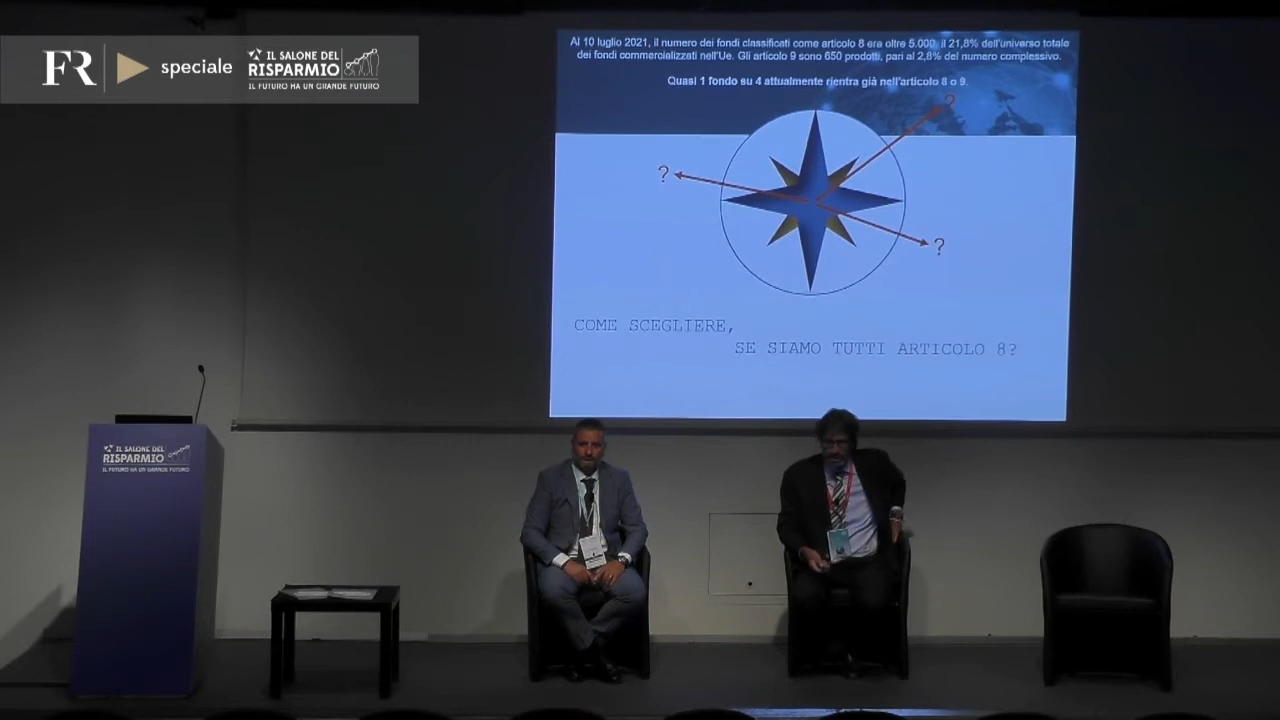 FR speciale IL SALONE DEL
RISPARMIO
IL FUTURO HA UN GRANDE FUTURO
Al 10 luglio 2021, il numero dei fondi classificati come articolo 8 era oltre 5.000, il 21,8% dell'universo totale
dei fondi commercializzati nell'Ue. Gli articolo 9 sono 650 prodotti, pari al 2,8% del numero complessivo.
Quasi 1 fondo su 4 attualmente rientra già nell'articolo 8 o 9.
?
?
?
COME SCEGLIERE,
SE SIAMO TUTTI ARTICOLO 8?
IL SALONE DEL
RISPARMIO
IL FUTURO HA UN GRANDE FUTURO